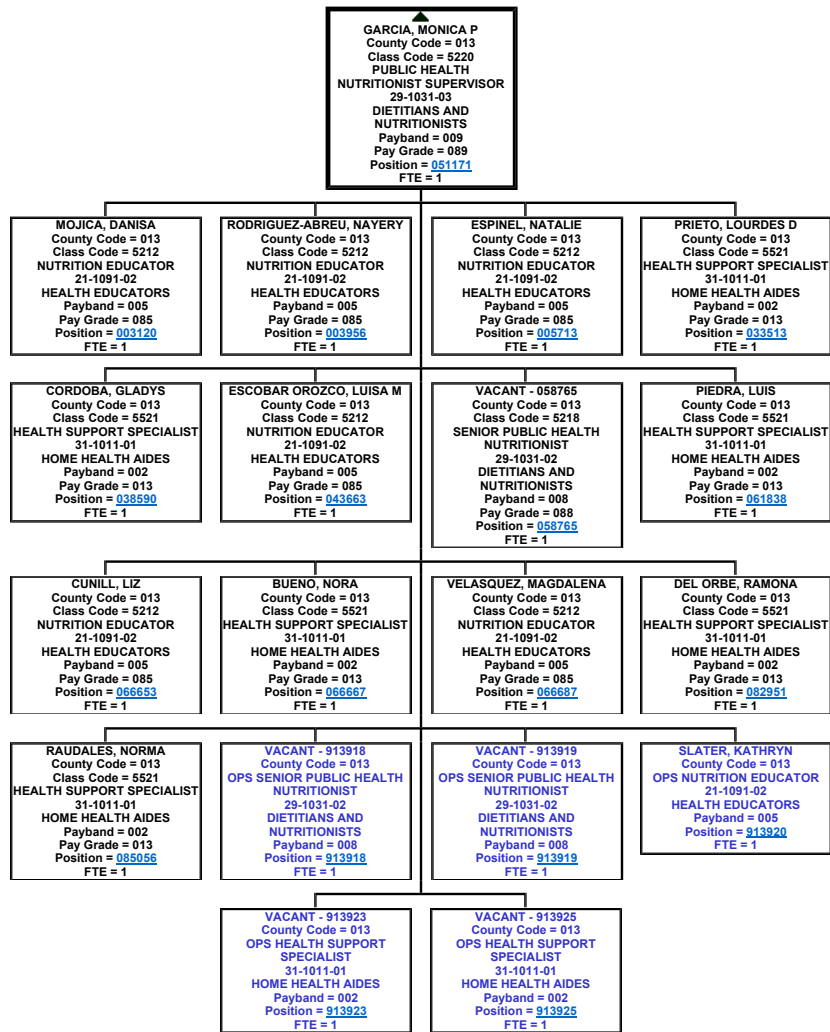 GARCIA, MONICA P
County Code = 013
Class Code = 5220
PUBLIC HEALTH
NUTRITIONIST SUPERVISOR
29-1031-03
DIETITIANS AND
NUTRITIONISTS
Payband = 009
Pay Grade = 089
Position = 051171
FTE = 1
MOJICA, DANISA
County Code = 013
Class Code = 5212
NUTRITION EDUCATOR
21-1091-02
HEALTH EDUCATORS
Payband = 005
Pay Grade = 085
Position = 003120
FTE = 1
RODRIGUEZ-ABREU, NAYERY
County Code = 013
Class Code = 5212
NUTRITION EDUCATOR
21-1091-02
HEALTH EDUCATORS
Payband = 005
Pay Grade = 085
Position = 003956
FTE = 1
ESPINEL, NATALIE
County Code = 013
Class Code = 5212
NUTRITION EDUCATOR
21-1091-02
HEALTH EDUCATORS
Payband = 005
Pay Grade = 085
Position = 005713
FTE = 1
PRIETO, LOURDES D
County Code = 013
Class Code = 5521
HEALTH SUPPORT SPECIALIST
31-1011-01
HOME HEALTH AIDES
Payband = 002
Pay Grade = 013
Position = 033513
FTE = 1
CORDOBA, GLADYS
County Code = 013
Class Code = 5521
HEALTH SUPPORT SPECIALIST
31-1011-01
HOME HEALTH AIDES
Payband = 002
Pay Grade = 013
Position = 038590
FTE = 1
ESCOBAR OROZCO, LUISA M
County Code = 013
Class Code = 5212
NUTRITION EDUCATOR
21-1091-02
HEALTH EDUCATORS
Payband = 005
Pay Grade = 085
Position = 043663
FTE = 1
VACANT - 058765
County Code = 013
Class Code = 5218
SENIOR PUBLIC HEALTH
NUTRITIONIST
29-1031-02
DIETITIANS AND
NUTRITIONISTS
Payband = 008
Pay Grade = 088
Position = 058765
FTE = 1
PIEDRA, LUIS
County Code = 013
Class Code = 5521
HEALTH SUPPORT SPECIALIST
31-1011-01
HOME HEALTH AIDES
Payband = 002
Pay Grade = 013
Position = 061838
FTE = 1
CUNILL, LIZ
County Code = 013
Class Code = 5212
NUTRITION EDUCATOR
21-1091-02
HEALTH EDUCATORS
Payband = 005
Pay Grade = 085
Position = 066653
FTE = 1
BUENO, NORA
County Code = 013
Class Code = 5521
HEALTH SUPPORT SPECIALIST
31-1011-01
HOME HEALTH AIDES
Payband = 002
Pay Grade = 013
Position = 066667
FTE = 1
VELASQUEZ, MAGDALENA
County Code = 013
Class Code = 5212
NUTRITION EDUCATOR
21-1091-02
HEALTH EDUCATORS
Payband = 005
Pay Grade = 085
Position = 066687
FTE = 1
DEL ORBE, RAMONA
County Code = 013
Class Code = 5521
HEALTH SUPPORT SPECIALIST
31-1011-01
HOME HEALTH AIDES
Payband = 002
Pay Grade = 013
Position = 082951
FTE = 1
RAUDALES, NORMA
County Code = 013
Class Code = 5521
HEALTH SUPPORT SPECIALIST
31-1011-01
HOME HEALTH AIDES
Payband = 002
Pay Grade = 013
Position = 085056
FTE = 1
VACANT - 913918
County Code = 013
OPS SENIOR PUBLIC HEALTH
NUTRITIONIST
29-1031-02
DIETITIANS AND
NUTRITIONISTS
Payband = 008
Position = 913918
FTE = 1
VACANT - 913919
County Code = 013
OPS SENIOR PUBLIC HEALTH
NUTRITIONIST
29-1031-02
DIETITIANS AND
NUTRITIONISTS
Payband = 008
Position = 913919
FTE = 1
SLATER, KATHRYN
County Code = 013
OPS NUTRITION EDUCATOR
21-1091-02
HEALTH EDUCATORS
Payband = 005
Position = 913920
FTE = 1
VACANT - 913923
County Code = 013
OPS HEALTH SUPPORT
SPECIALIST
31-1011-01
HOME HEALTH AIDES
Payband = 002
Position = 913923
FTE = 1
VACANT - 913925
County Code = 013
OPS HEALTH SUPPORT
SPECIALIST
31-1011-01
HOME HEALTH AIDES
Payband = 002
Position = 913925
FTE = 1